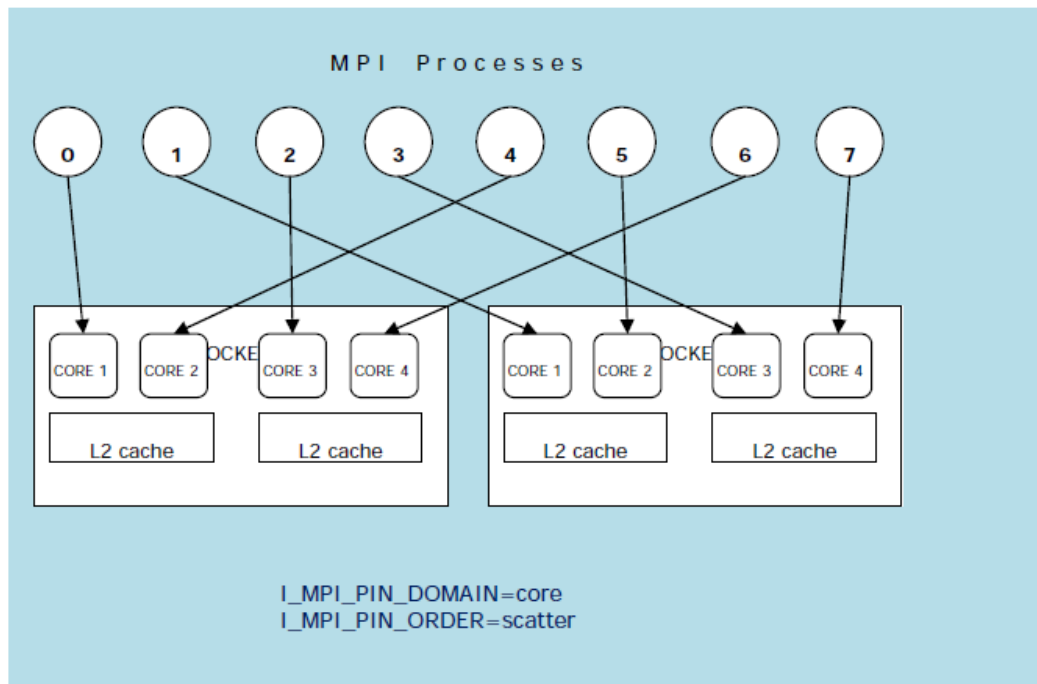 MPI Processes
0 1 2 3 4 5 6 7
CORE 1 CORE 2 OCKE CORE 3 CORE 4 CORE 1 CORE 2 OCKE CORE 3 CORE 4
L2 cache L2 cache L2 cache L2 cache
I_MPI_PIN_DOMAIN=core
I_MPI_PIN_ORDER=scatter